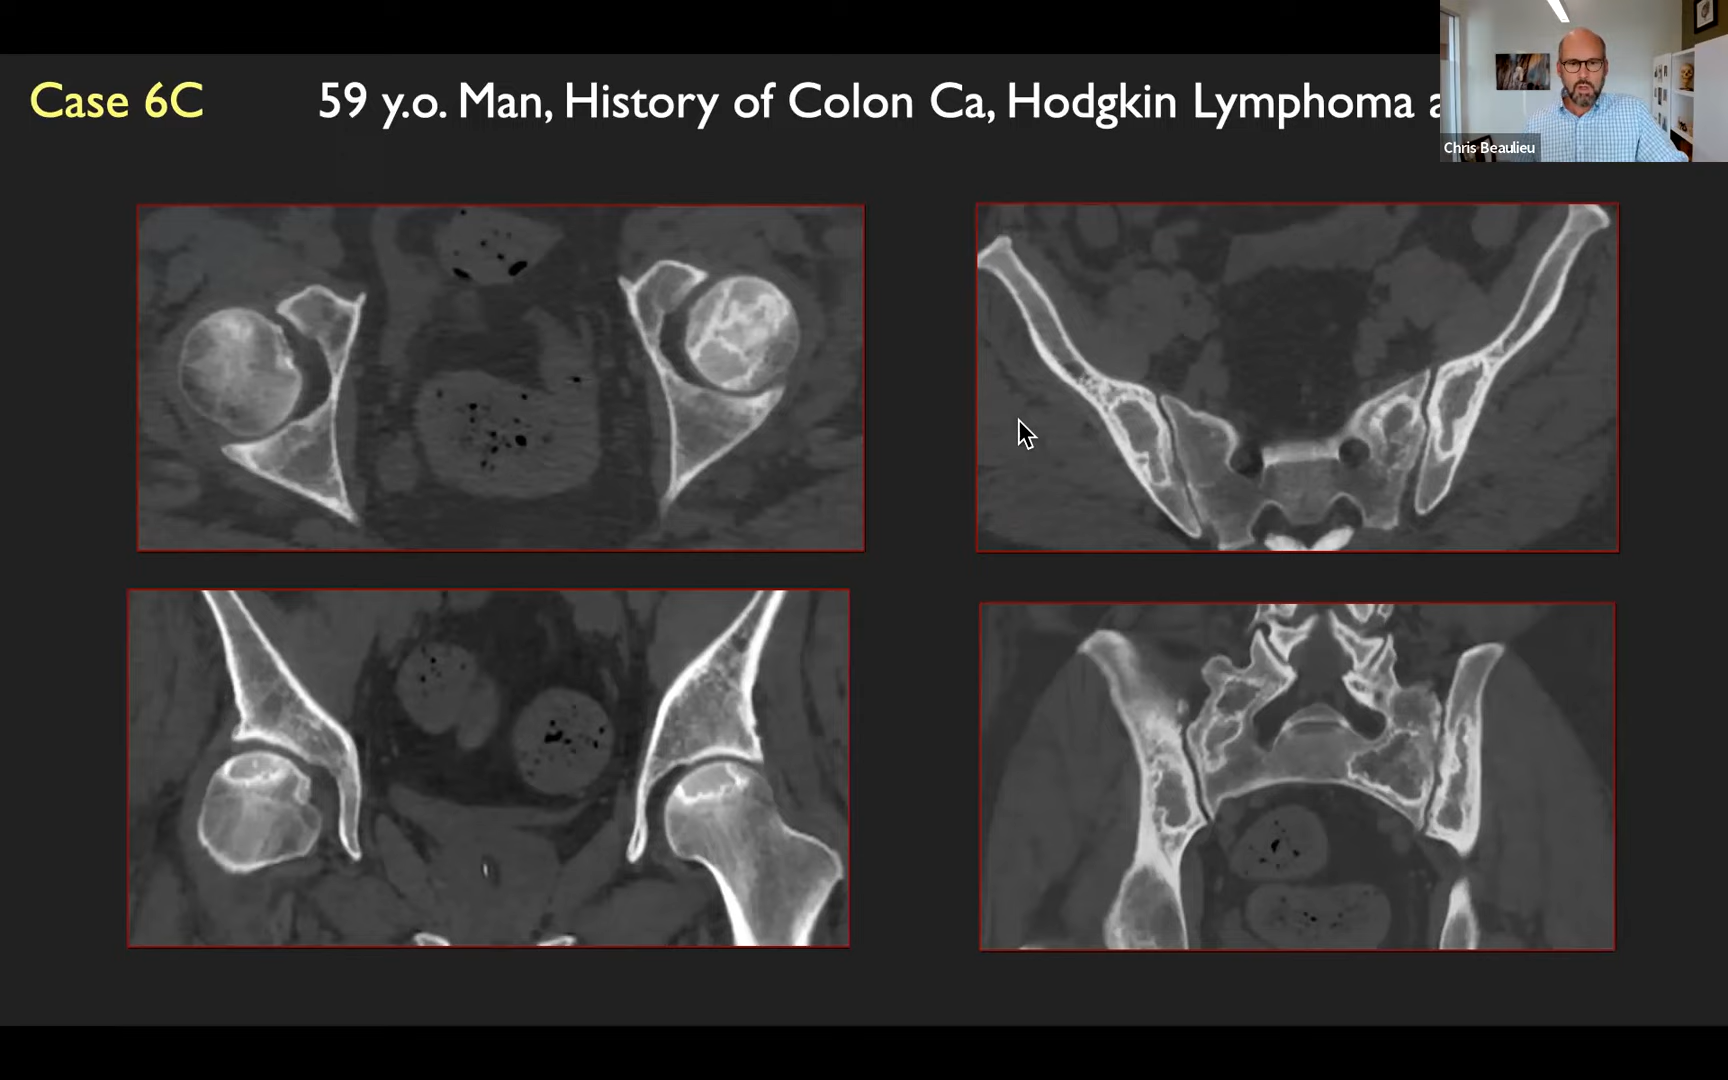 Case 6C 59 y.o. Man, History of Colon Ca, Hodgkin Lymphoma
Chris Beaulieu